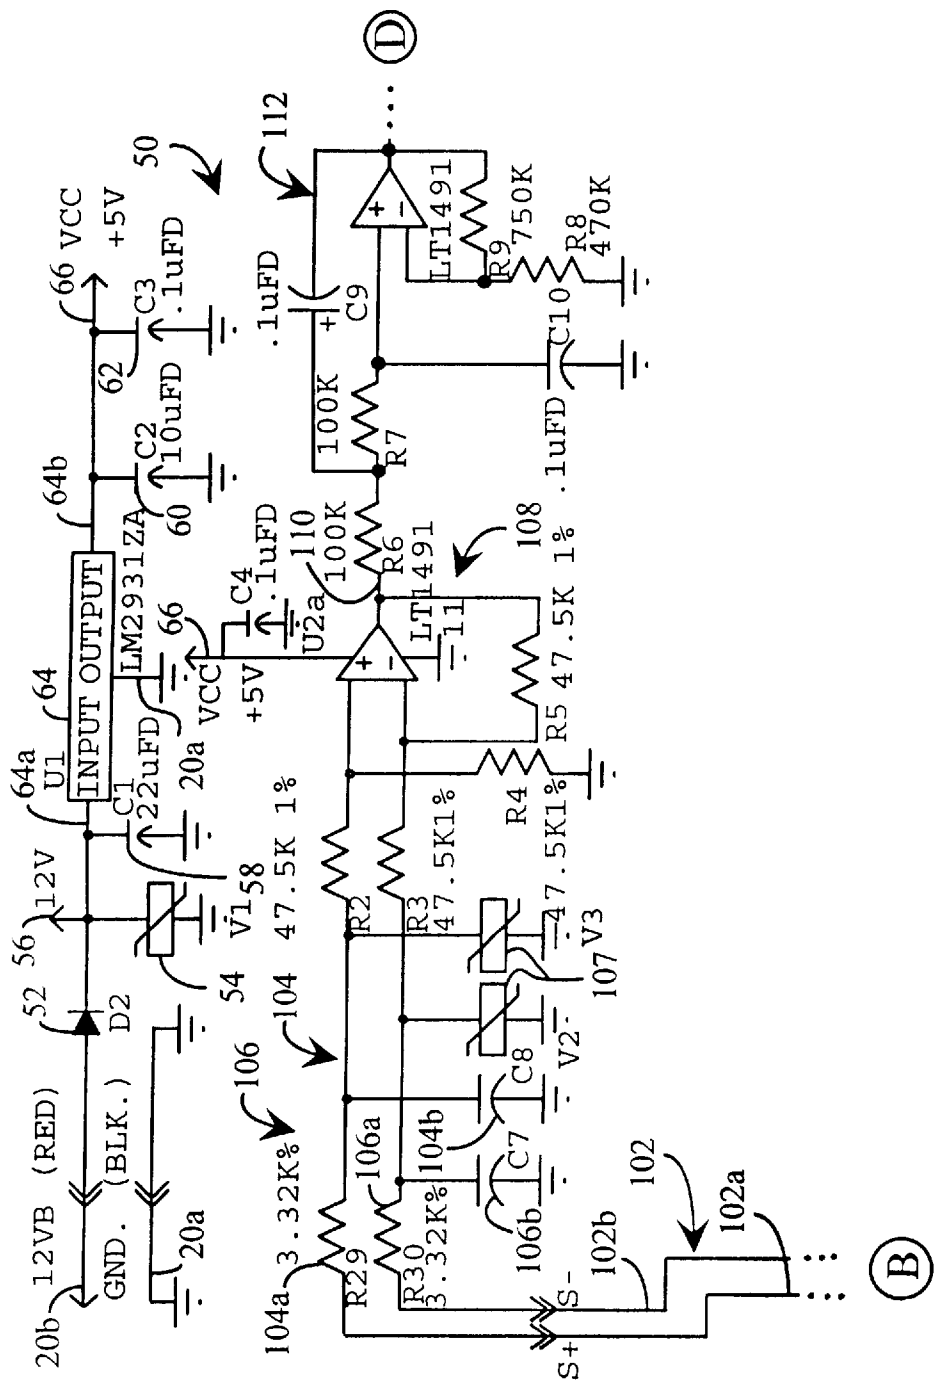 20b
12VB (RED)
GND. (BLK.)
20a
52
D2
56
12V
V1
54
C1
22uFD
58
64a
U1
64
INPUT OUTPUT
LM2931ZA
20a
64b
C2
10uFD
60
62
C3
.1uFD
66
VCC
+5V
50
66
VCC
+5V
C4
.1uFD
U2a
110
104a
3.32K%
R29
106
104
106a
R30
3.32K%
104b
106b
C7
C8
V2
V3
107
R2
47.5K 1%
R3
47.5K1%
R4
47.5K1%
R5 47.5K 1%
LT1491
11
108
R6
100K
R7
100K
C9
.1uFD
+
112
C10
.1uFD
LT1491
R9
750K
R8
470K
+
-
+
-
D
S+
S-
102b
102
102a
B